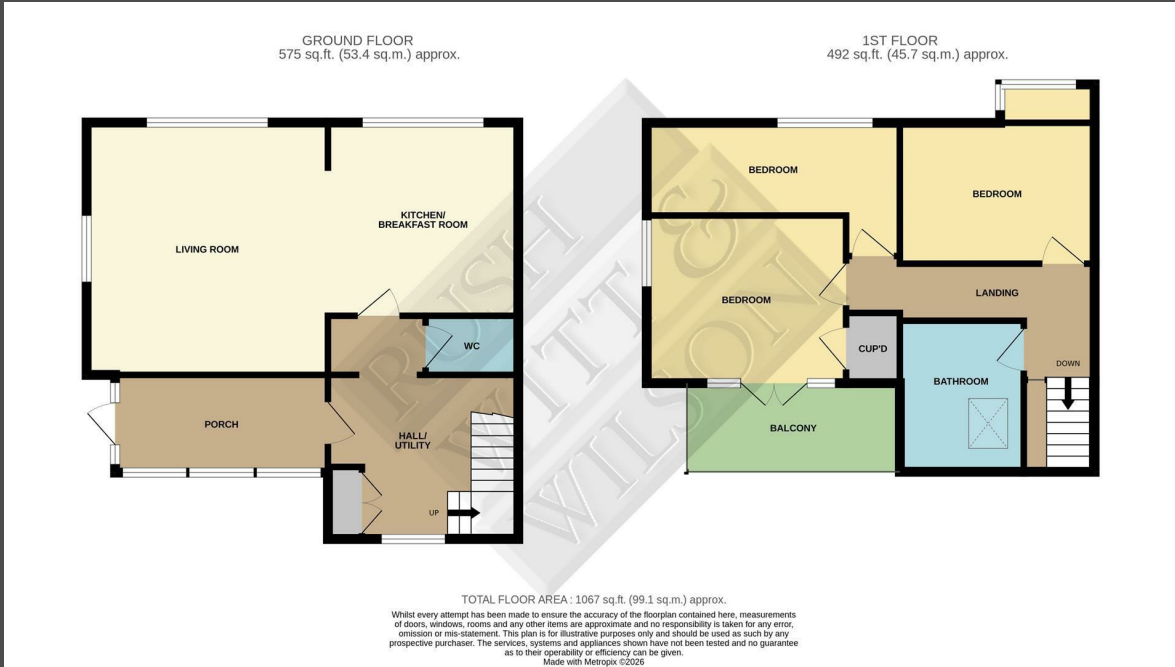 GROUND FLOOR
575 sq.ft. (53.4 sq.m.) approx.
1ST FLOOR
492 sq.ft. (45.7 sq.m.) approx.
LIVING ROOM
KITCHEN/
BREAKFAST ROOM
WC
PORCH
HALL/
UTILITY
UP
BEDROOM
BEDROOM
BEDROOM
LANDING
CUP'D
BATHROOM
DOWN
BALCONY
RUSH
WITT &
WILSON
TOTAL FLOOR AREA : 1067 sq.ft. (99.1 sq.m.) approx.
Whilst every attempt has been made to ensure the accuracy of the floorplan contained here, measurements
of doors, windows, rooms and any other items are approximate and no responsibility is taken for any error,
omission or mis-statement. This plan is for illustrative purposes only and should be used as such by any
prospective purchaser. The services, systems and appliances shown have not been tested and no guarantee
as to their operability or efficiency can be given.
Made with Metropix ©2026